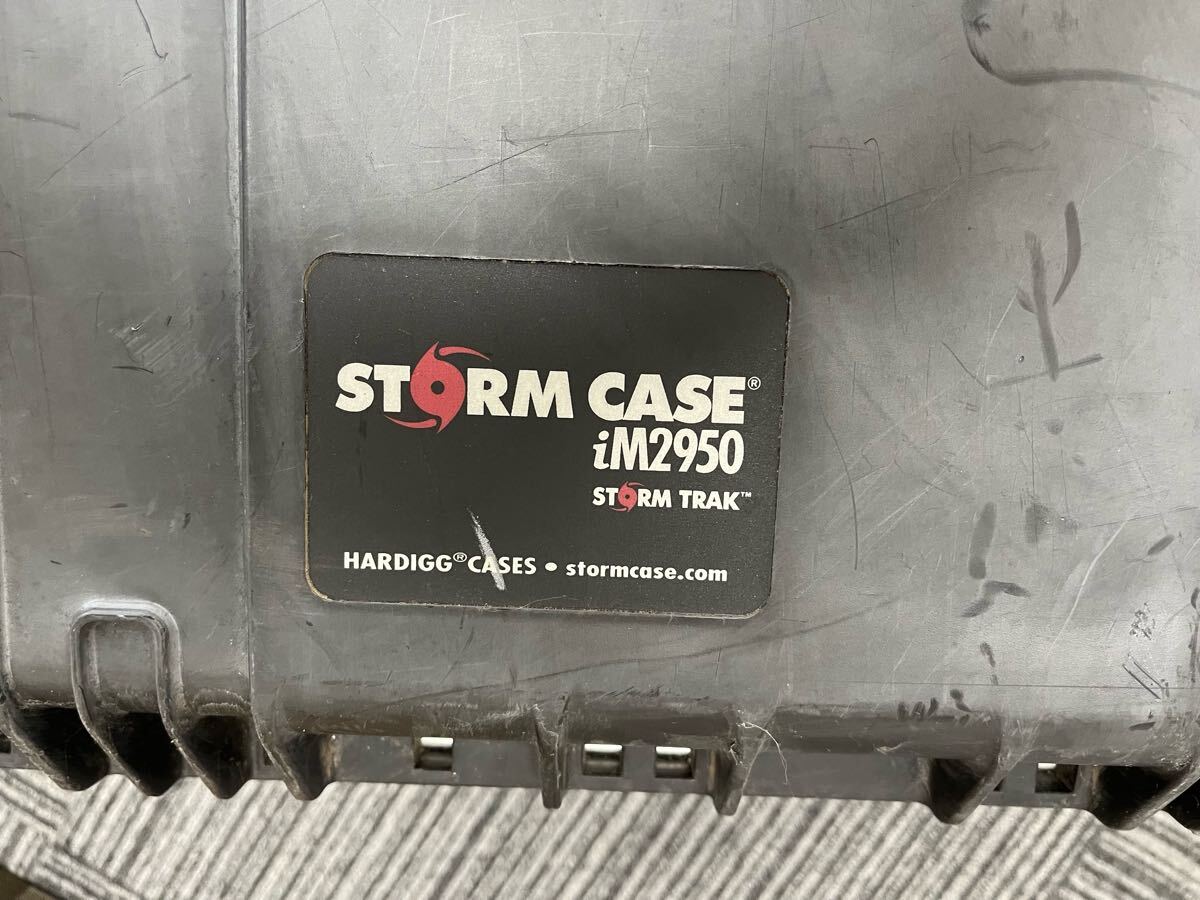 STORM CASE®
iM2950
STORM TRAK™
HARDIGG® CASES • stormcase.com